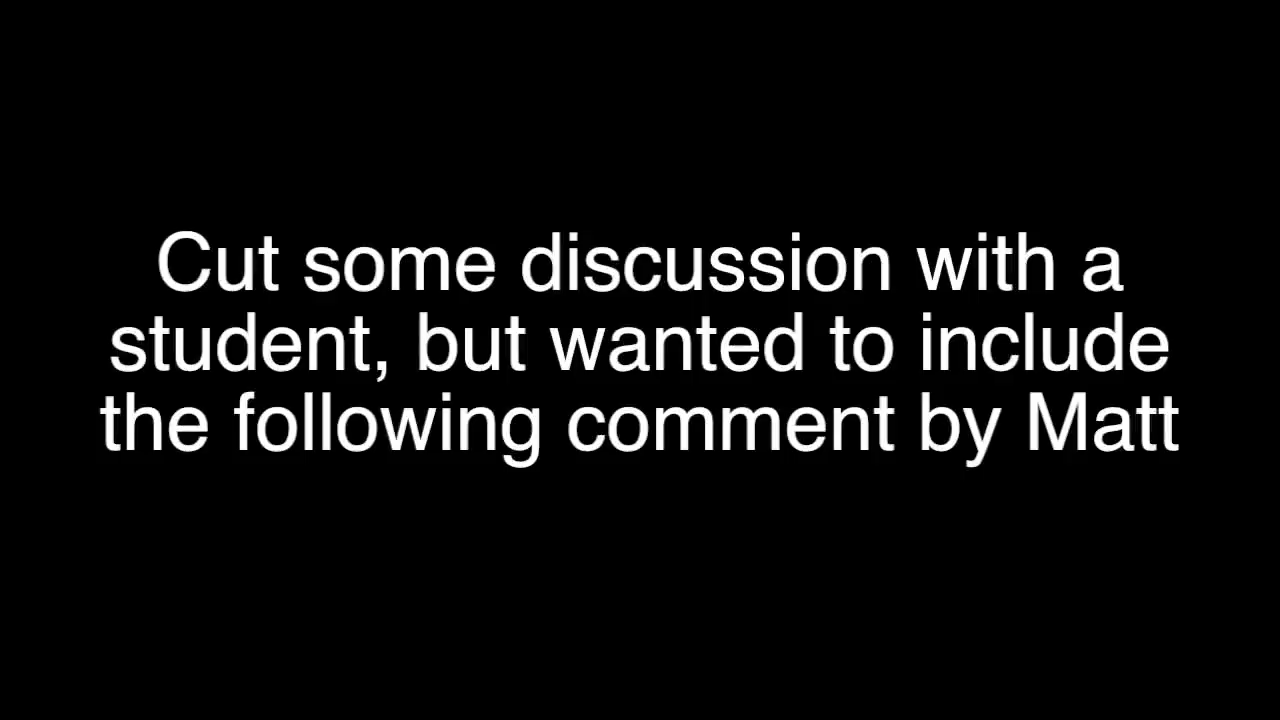 Cut some discussion with a
student, but wanted to include
the following comment by Matt